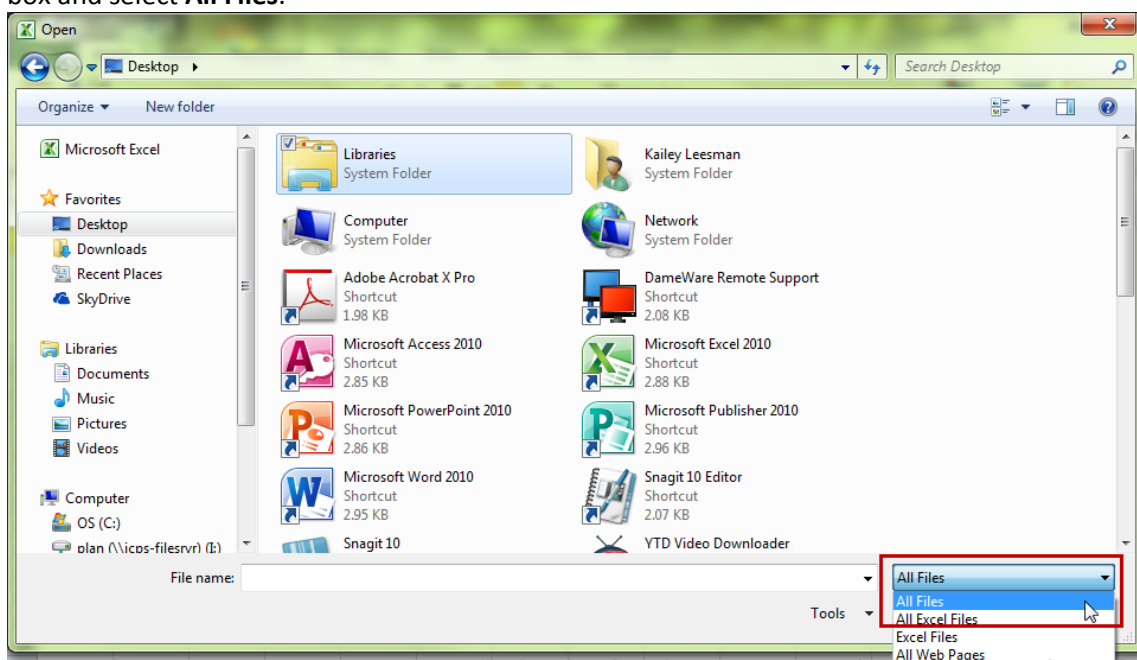 box and select All Files.
Open
Desktop
Search Desktop
Organize
New folder
Microsoft Excel
Favorites
Desktop
Downloads
Recent Places
SkyDrive
Libraries
Documents
Music
Pictures
Videos
Computer
OS (C:)
plan (\\icps-filesrvr) (I:)
Libraries
System Folder
Kailey Leesman
System Folder
Computer
System Folder
Network
System Folder
Adobe Acrobat X Pro
Shortcut
1.98 KB
DameWare Remote Support
Shortcut
2.08 KB
Microsoft Access 2010
Shortcut
2.85 KB
Microsoft Excel 2010
Shortcut
2.88 KB
Microsoft PowerPoint 2010
Shortcut
2.86 KB
Microsoft Publisher 2010
Shortcut
2.96 KB
Microsoft Word 2010
Shortcut
2.95 KB
Snagit 10 Editor
Shortcut
2.07 KB
Snagit 10
YTD Video Downloader
File name:
All Files
Tools
All Files
All Excel Files
Excel Files
All Web Pages